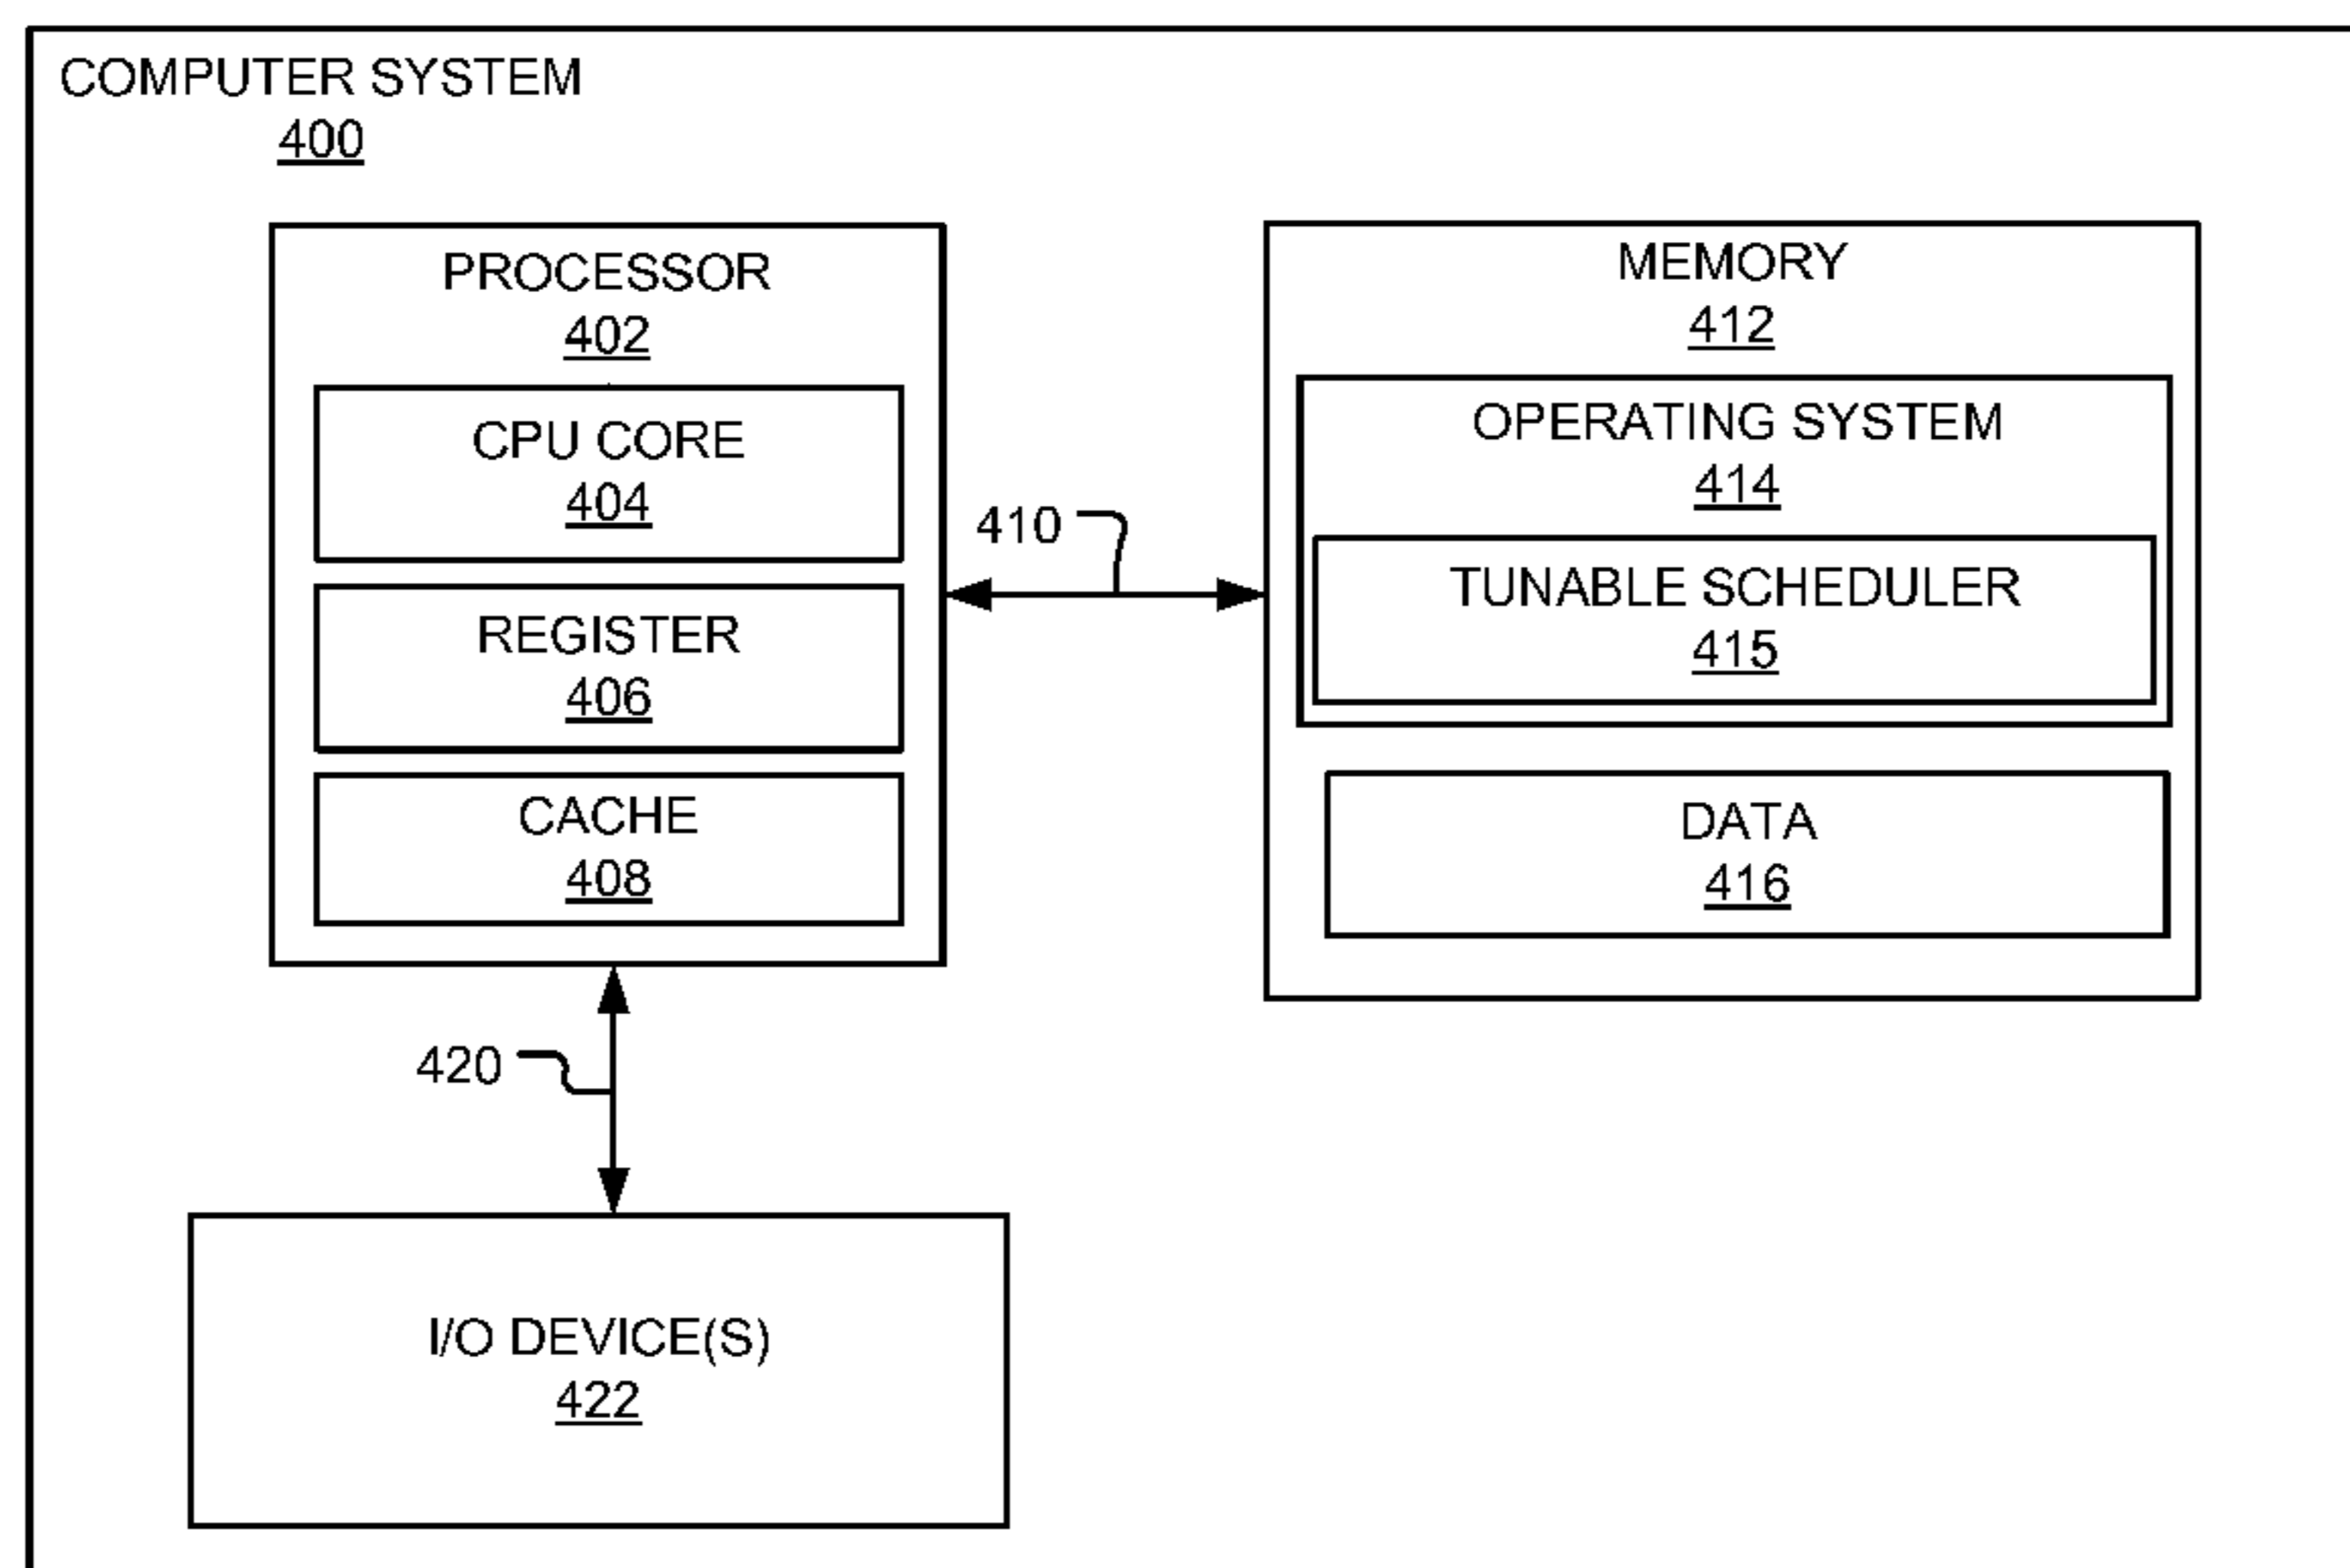 COMPUTER SYSTEM
400
PROCESSOR
402
CPU CORE
404
REGISTER
406
CACHE
408
410
MEMORY
412
OPERATING SYSTEM
414
TUNABLE SCHEDULER
415
DATA
416
420
I/O DEVICE(S)
422